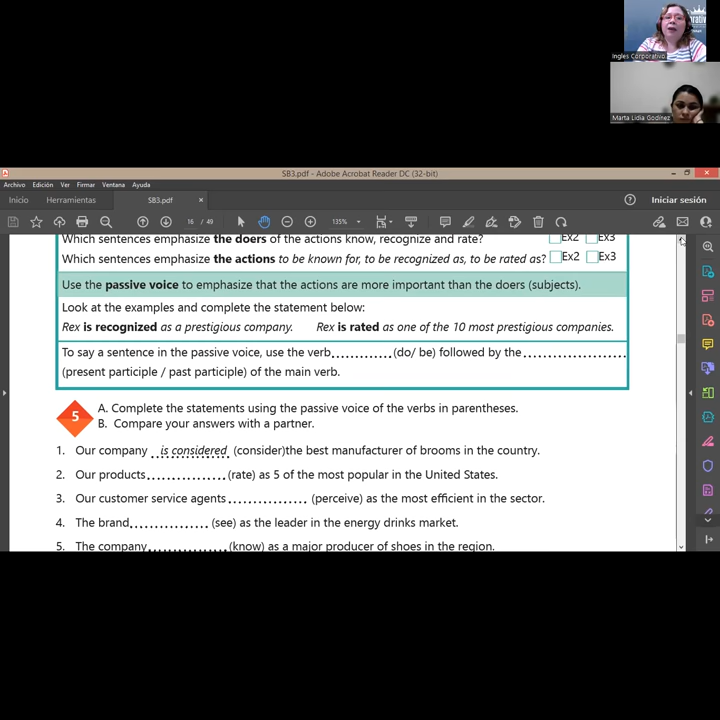 Ingles Corporativo
Marta Lidia Godinez
SB3.pdf - Adobe Acrobat Reader DC (32-bit)
Archivo Edición Ver Firmar Ventana Ayuda
Inicio Herramientas SB3.pdf × Iniciar sesión
16 / 49 135%
Which sentences emphasize the doers of the actions know, recognize and rate? Ex2 Ex3
Which sentences emphasize the actions to be known for, to be recognized as, to be rated as? Ex2 Ex3
Use the passive voice to emphasize that the actions are more important than the doers (subjects).
Look at the examples and complete the statement below:
Rex is recognized as a prestigious company. Rex is rated as one of the 10 most prestigious companies.
To say a sentence in the passive voice, use the verb............(do/ be) followed by the .....................
(present participle / past participle) of the main verb.
5
A. Complete the statements using the passive voice of the verbs in parentheses.
B. Compare your answers with a partner.
1. Our company is considered (consider)the best manufacturer of brooms in the country.
2. Our products................(rate) as 5 of the most popular in the United States.
3. Our customer service agents................ (perceive) as the most efficient in the sector.
4. The brand................ (see) as the leader in the energy drinks market.
5. The company................(know) as a major producer of shoes in the region.